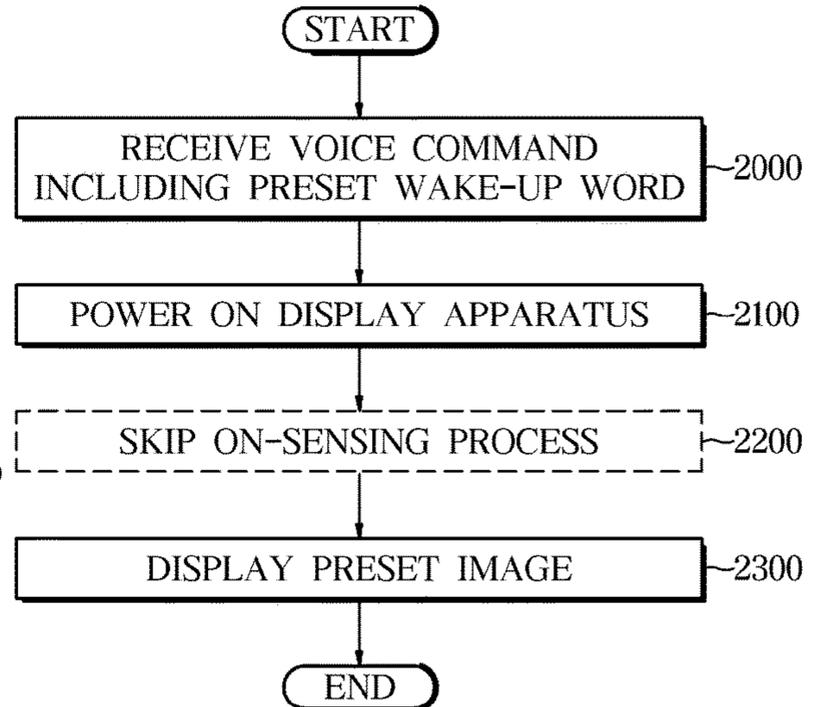 START
RECEIVE VOICE COMMAND
INCLUDING PRESET WAKE-UP WORD
2000
POWER ON DISPLAY APPARATUS
2100
SKIP ON-SENSING PROCESS
2200
DISPLAY PRESET IMAGE
2300
END